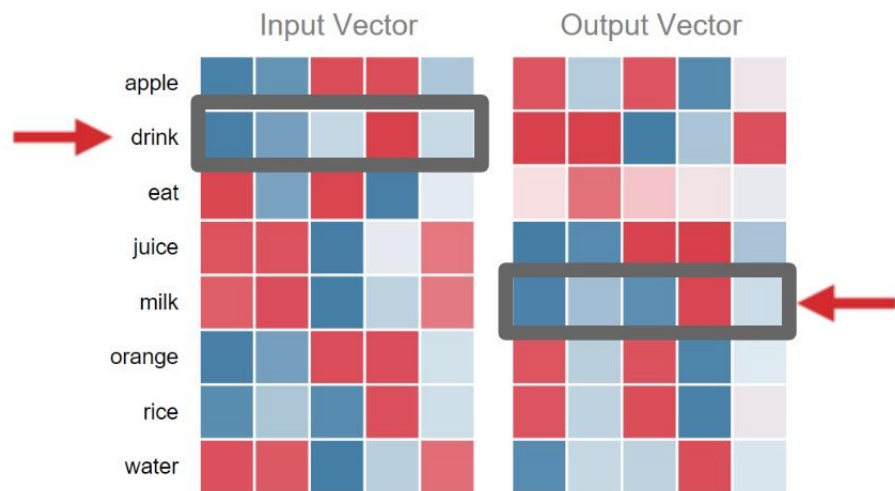 Input Vector Output Vector
apple
drink
eat
juice
milk
orange
rice
water